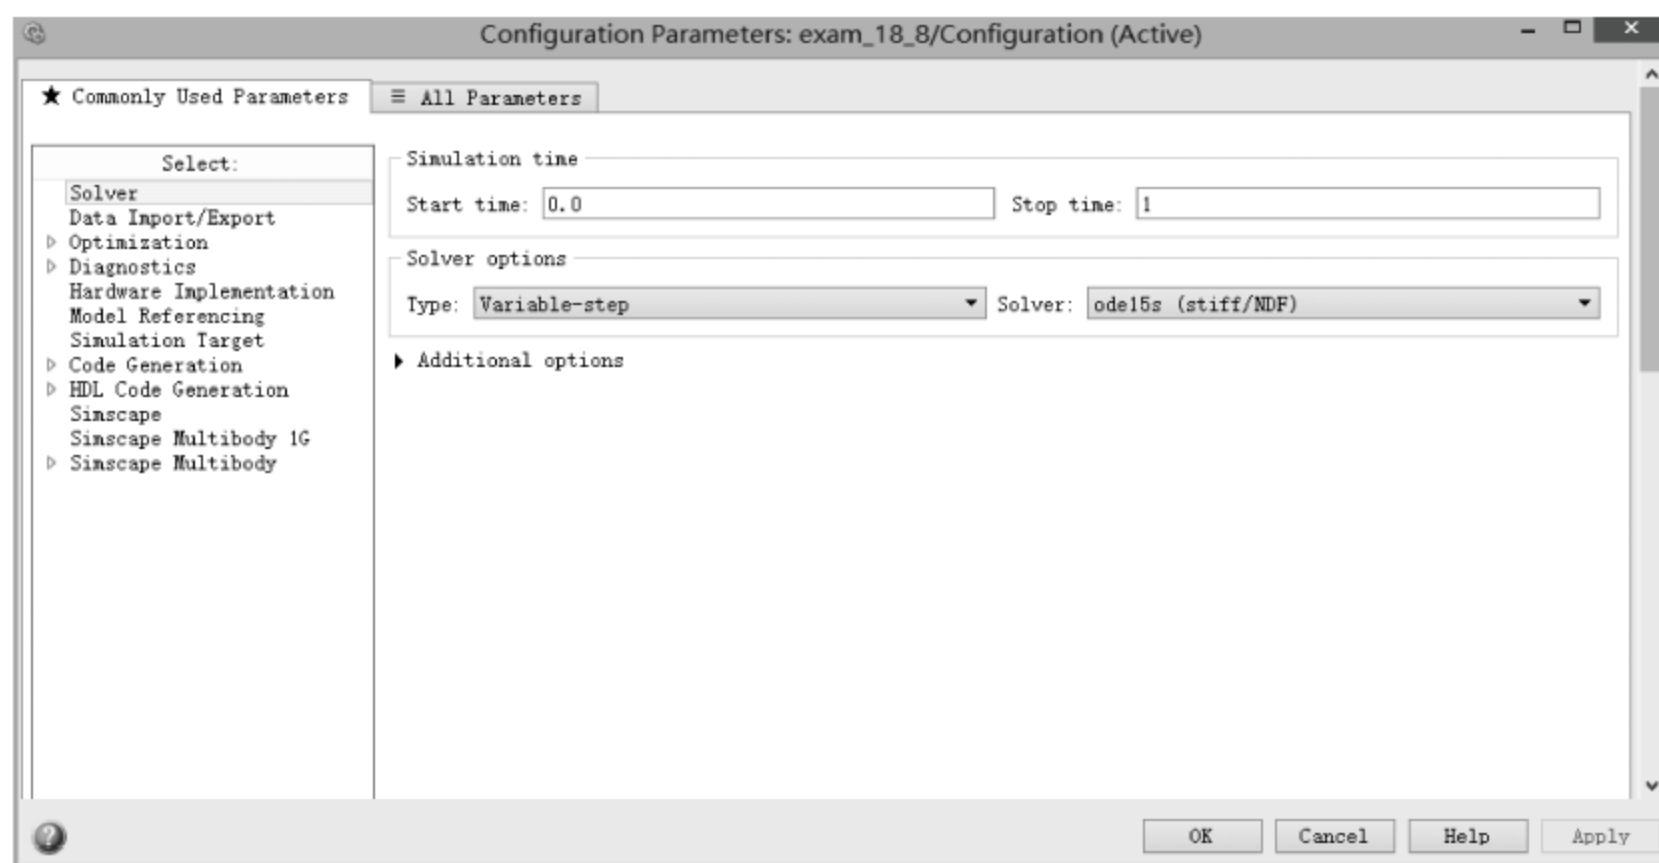 Configuration Parameters: exam_18_8/Configuration (Active)
★ Commonly Used Parameters
≡ All Parameters
Select:
Solver
Data Import/Export
Optimization
Diagnostics
Hardware Implementation
Model Referencing
Simulation Target
Code Generation
HDL Code Generation
Simscape
Simscape Multibody 1G
Simscape Multibody
Simulation time
Start time: 0.0 Stop time: 1
Solver options
Type: Variable-step Solver: ode15s (stiff/NDF)
Additional options
OK Cancel Help Apply